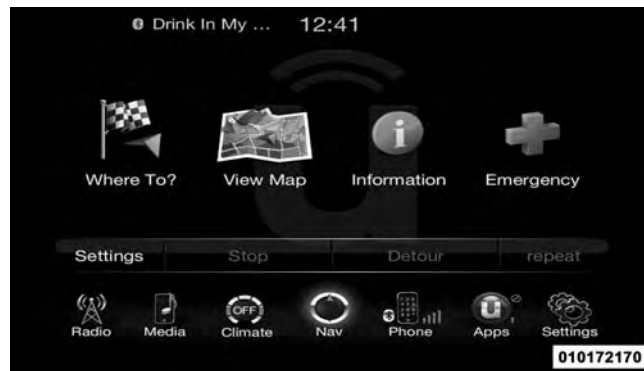 Drink In My ... 12:41
Where To? View Map Information Emergency
Settings Stop Detour repeat
OFF
Radio Media Climate Nav Phone Apps Settings
010172170